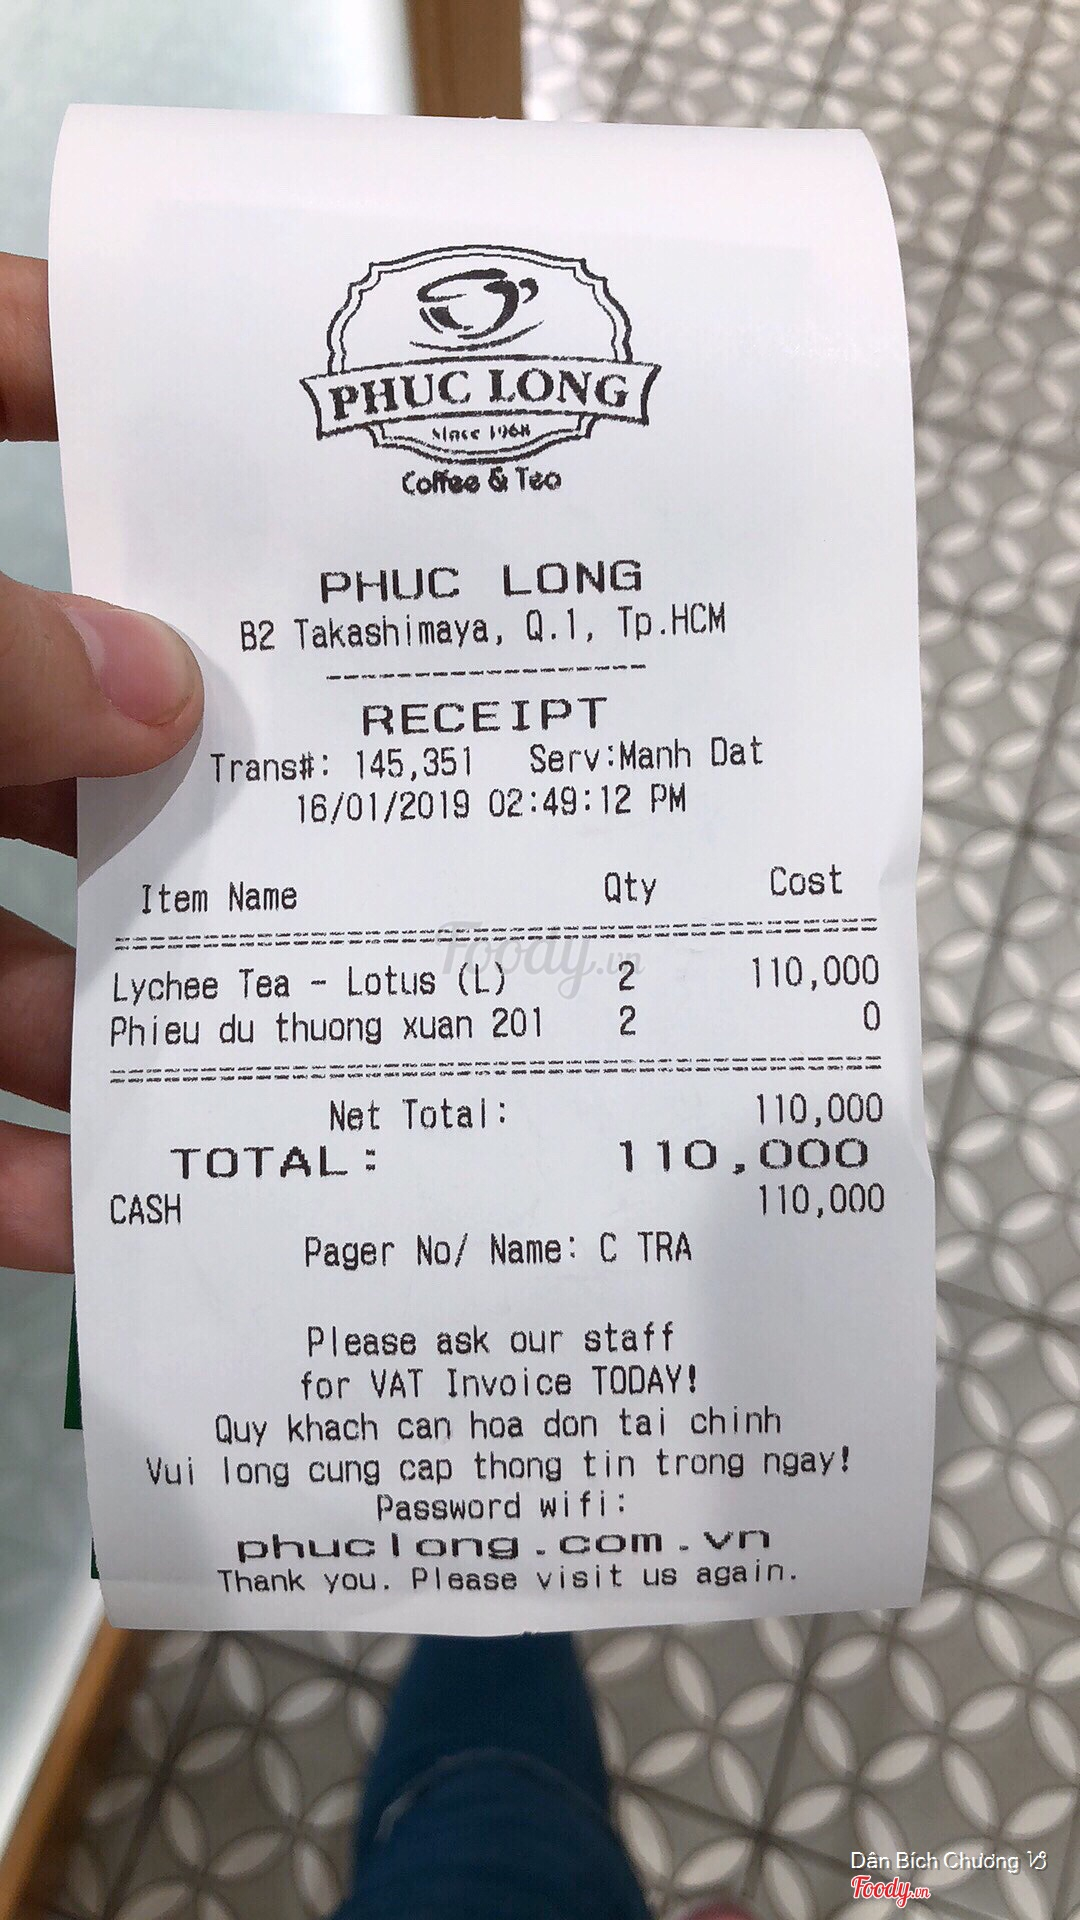 PHUC LONG
Since 1968
Coffee & Tea
PHUC LONG
B2 Takashimaya, Q.1, Tp.HCM
RECEIPT
Trans#: 145,351 Serv:Manh Dat
16/01/2019 02:49:12 PM
Item Name Qty Cost
Foody.vn
Lychee Tea - Lotus (L) 2 110,000
Phieu du thuong xuan 201 2 0
Net Total: 110,000
TOTAL: 110,000
CASH 110,000
Pager No/ Name: C TRA
Please ask our staff
for VAT Invoice TODAY!
Quy khach can hoa don tai chinh
Vui long cung cap thong tin trong ngay!
Password wifi:
phuclong.com.vn
Thank you. Please visit us again.
Dân Bích Chương ♑
Foody.vn